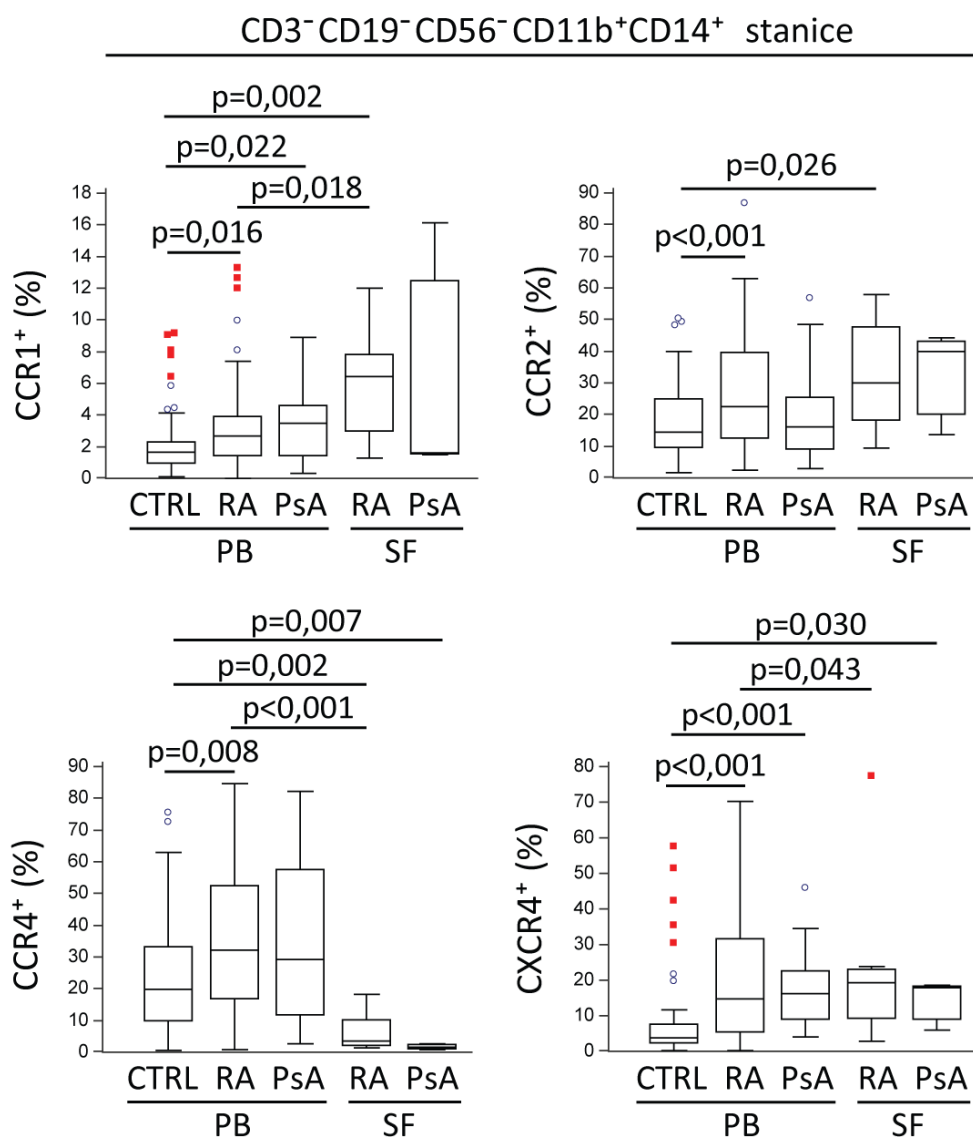 CD3⁻CD19⁻CD56⁻CD11b⁺CD14⁺ stanice
p=0,002
p=0,022
p=0,018
p=0,016
CCR1⁺ (%)
18
16
14
12
10
8
6
4
2
0
CTRL RA PsA RA PsA
PB SF
p=0,026
p<0,001
CCR2⁺ (%)
90
80
70
60
50
40
30
20
10
0
CTRL RA PsA RA PsA
PB SF
p=0,007
p=0,002
p<0,001
p=0,008
CCR4⁺ (%)
90
80
70
60
50
40
30
20
10
0
CTRL RA PsA RA PsA
PB SF
p=0,030
p=0,043
p<0,001
p<0,001
CXCR4⁺ (%)
80
70
60
50
40
30
20
10
0
CTRL RA PsA RA PsA
PB SF